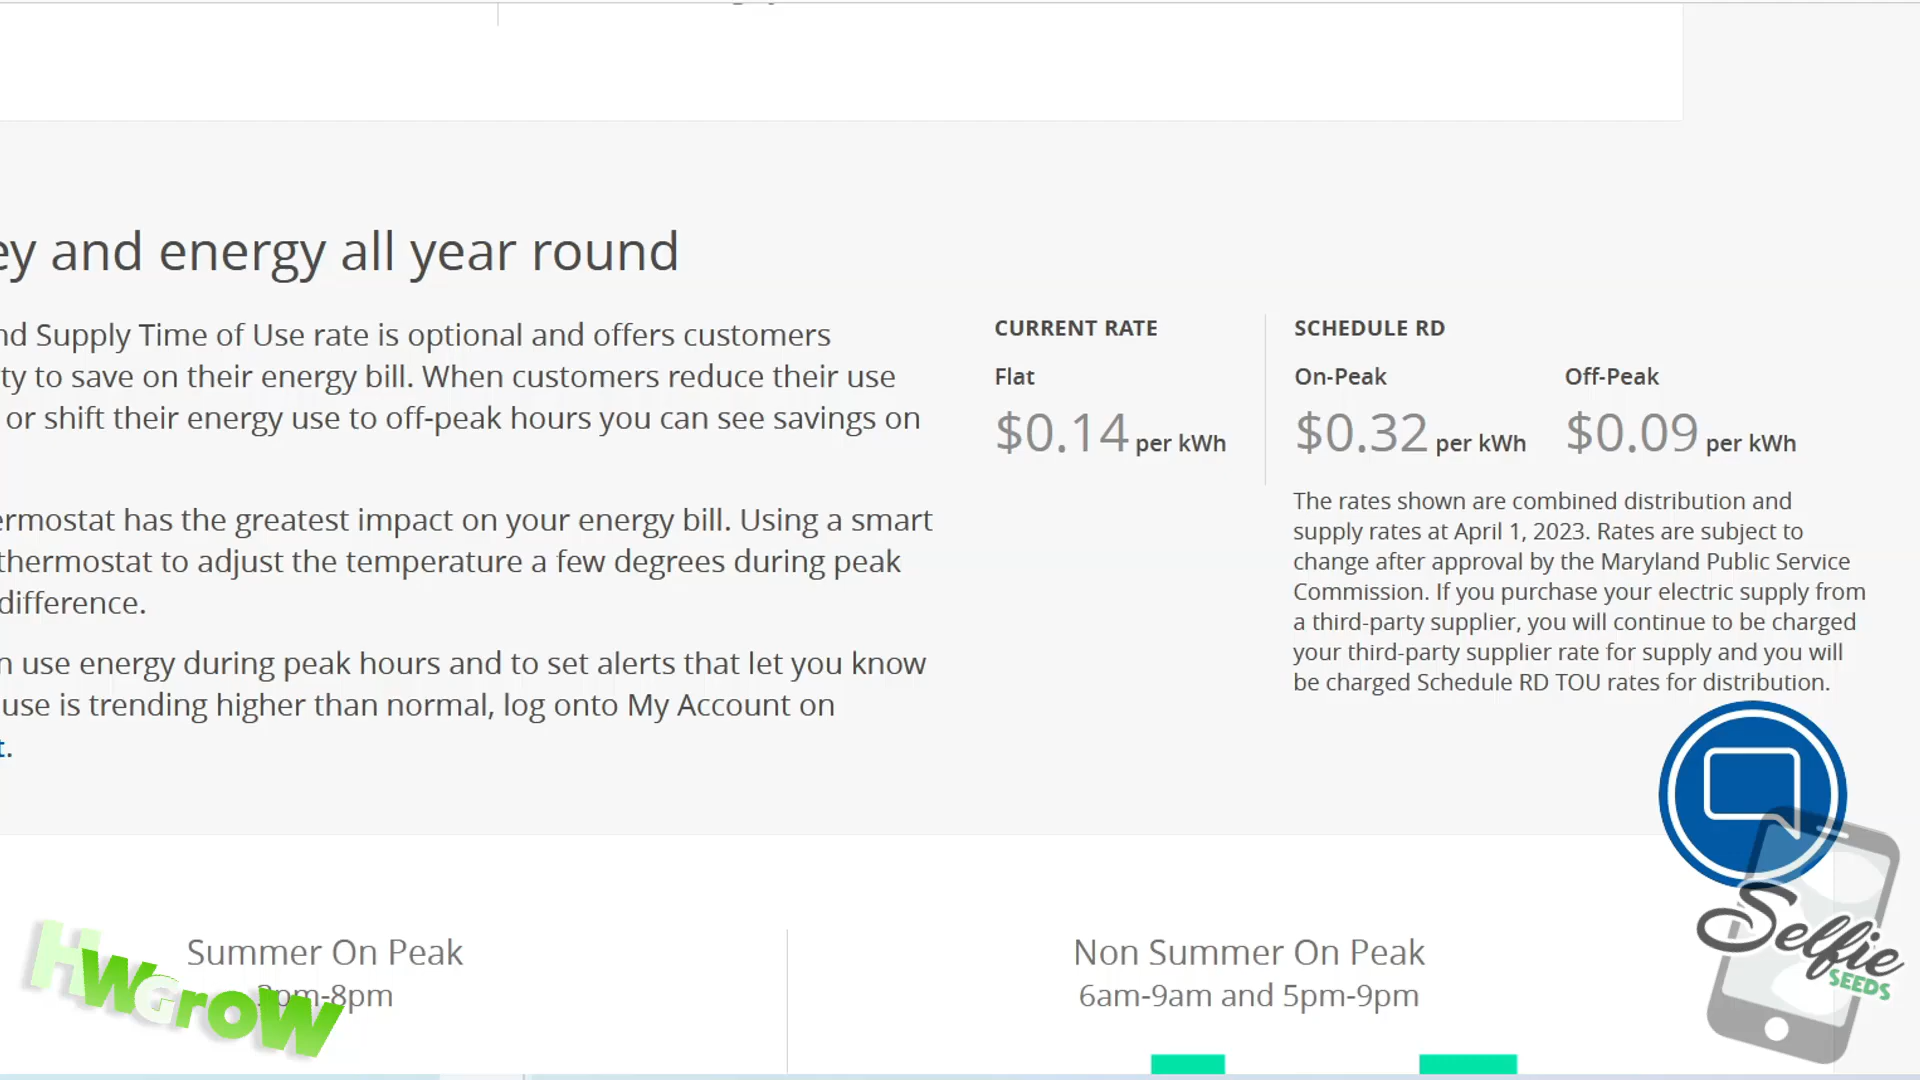 ey and energy all year round
nd Supply Time of Use rate is optional and offers customers
ty to save on their energy bill. When customers reduce their use
or shift their energy use to off-peak hours you can see savings on
ermostat has the greatest impact on your energy bill. Using a smart
thermostat to adjust the temperature a few degrees during peak
difference.
n use energy during peak hours and to set alerts that let you know
use is trending higher than normal, log onto My Account on
t.
CURRENT RATE
Flat
$0.14 per kWh
SCHEDULE RD
On-Peak
$0.32 per kWh
Off-Peak
$0.09 per kWh
The rates shown are combined distribution and
supply rates at April 1, 2023. Rates are subject to
change after approval by the Maryland Public Service
Commission. If you purchase your electric supply from
a third-party supplier, you will continue to be charged
your third-party supplier rate for supply and you will
be charged Schedule RD TOU rates for distribution.
Summer On Peak
2pm-8pm
Non Summer On Peak
6am-9am and 5pm-9pm
HWGroW
Selfie
SEEDS